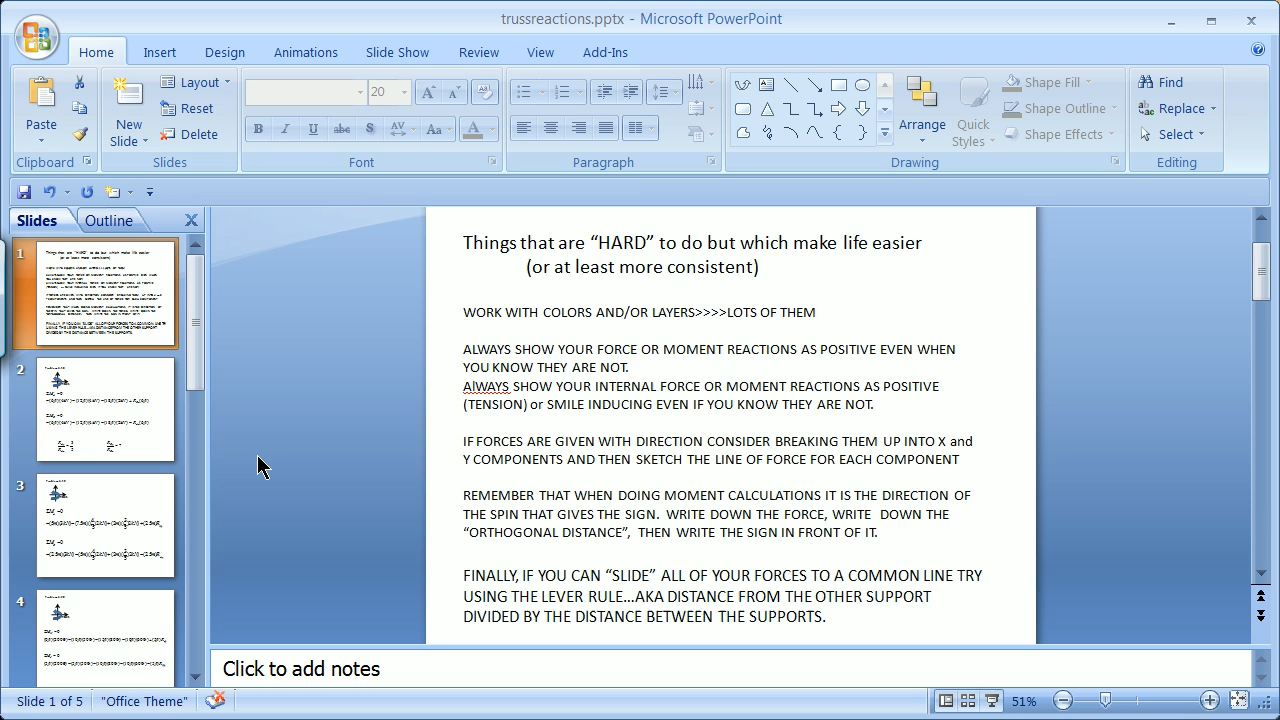 trussreactions.pptx - Microsoft PowerPoint
Home Insert Design Animations Slide Show Review View Add-Ins
Paste
Clipboard
New
Slide
Layout
Reset
Delete
Slides
20
B I U abc S AV Aa A
Font
Paragraph
Arrange
Quick
Styles
Shape Fill
Shape Outline
Shape Effects
Drawing
Find
Replace
Select
Editing
Slides Outline
1
2
3
4
Things that are “HARD” to do but which make life easier
(or at least more consistent)
WORK WITH COLORS AND/OR LAYERS>>>>LOTS OF THEM
ALWAYS SHOW YOUR FORCE OR MOMENT REACTIONS AS POSITIVE EVEN WHEN
YOU KNOW THEY ARE NOT.
AlWAYS SHOW YOUR INTERNAL FORCE OR MOMENT REACTIONS AS POSITIVE
(TENSION) or SMILE INDUCING EVEN IF YOU KNOW THEY ARE NOT.
IF FORCES ARE GIVEN WITH DIRECTION CONSIDER BREAKING THEM UP INTO X and
Y COMPONENTS AND THEN SKETCH THE LINE OF FORCE FOR EACH COMPONENT
REMEMBER THAT WHEN DOING MOMENT CALCULATIONS IT IS THE DIRECTION OF
THE SPIN THAT GIVES THE SIGN. WRITE DOWN THE FORCE, WRITE DOWN THE
“ORTHOGONAL DISTANCE”, THEN WRITE THE SIGN IN FRONT OF IT.
FINALLY, IF YOU CAN “SLIDE” ALL OF YOUR FORCES TO A COMMON LINE TRY
USING THE LEVER RULE…AKA DISTANCE FROM THE OTHER SUPPORT
DIVIDED BY THE DISTANCE BETWEEN THE SUPPORTS.
Click to add notes
Slide 1 of 5 "Office Theme" 51%